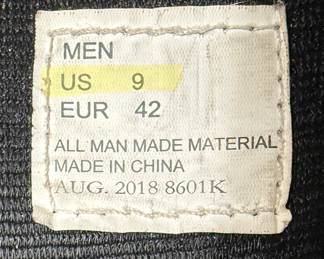 MEN
US 9
EUR 42
ALL MAN MADE MATERIAL
MADE IN CHINA
AUG. 2018 8601K